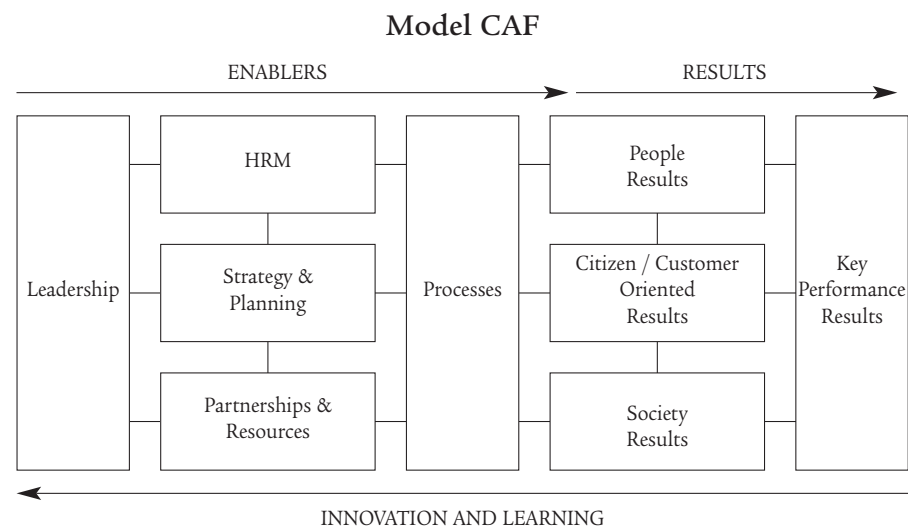 Model CAF
ENABLERS
RESULTS
Leadership
HRM
Strategy &
Planning
Partnerships &
Resources
Processes
People
Results
Citizen / Customer
Oriented
Results
Society
Results
Key
Performance
Results
INNOVATION AND LEARNING